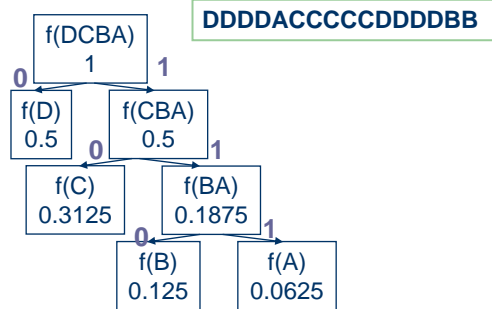 DDDDACCCCCDDDDBB
f(DCBA)
1
0
1
f(D)
0.5
f(CBA)
0.5
0
1
f(C)
0.3125
f(BA)
0.1875
0
1
f(B)
0.125
f(A)
0.0625